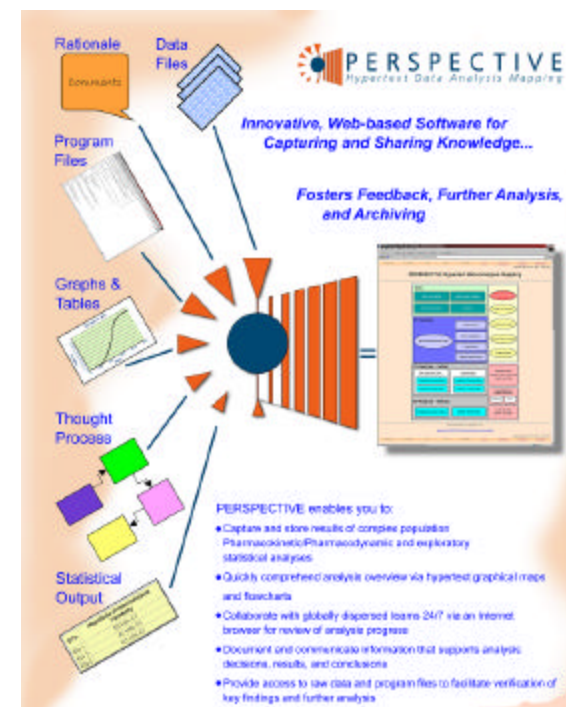 Rationale
Comments
Data
Files
PERSPECTIVE
Hypertext Data Analysis Mapping
Innovative, Web-based Software for
Capturing and Sharing Knowledge...
Program
Files
Fosters Feedback, Further Analysis,
and Archiving
Graphs &
Tables
Thought
Process
Statistical
Output
PERSPECTIVE enables you to:
● Capture and store results of complex population
Pharmacokinetic/Pharmacodynamic and exploratory
statistical analyses
● Quickly comprehend analysis overview via hypertext graphical maps
and flowcharts
● Collaborate with globally dispersed teams 24/7 via an Internet
browser for review of analysis progress
● Document and communicate information that supports analysis
decisions, results, and conclusions
● Provide access to raw data and program files to facilitate verification of
key findings and further analysis